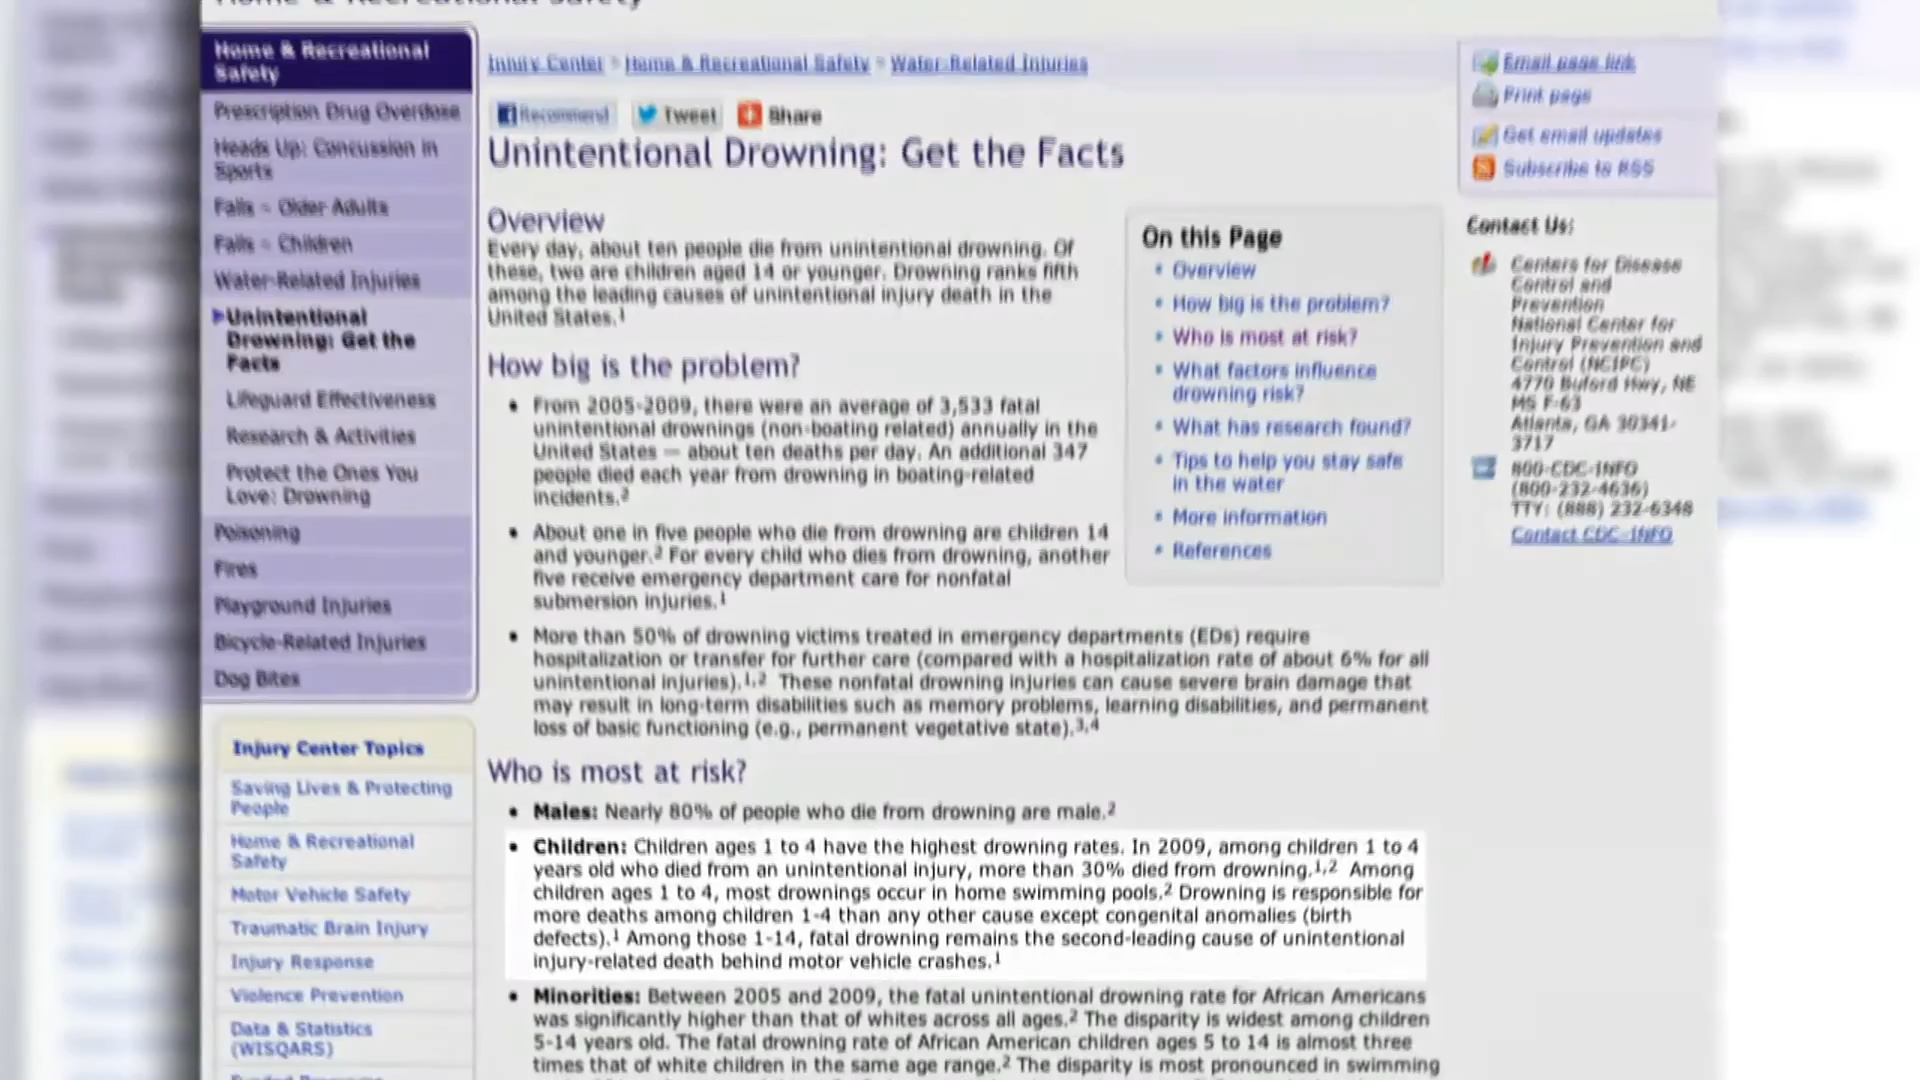 Home & Recreational Safety
Home & Recreational
Safety
Prescription Drug Overdose
Heads Up: Concussion in
Sports
Falls - Older Adults
Falls - Children
Water-Related Injuries
Unintentional
Drowning: Get the
Facts
Lifeguard Effectiveness
Research & Activities
Protect the Ones You
Love: Drowning
Poisoning
Fires
Playground Injuries
Bicycle-Related Injuries
Dog Bites
Injury Center Topics
Saving Lives & Protecting
People
Home & Recreational
Safety
Motor Vehicle Safety
Traumatic Brain Injury
Injury Response
Violence Prevention
Data & Statistics
(WISQARS)
Injury Center > Home & Recreational Safety > Water-Related Injuries
Recommend Tweet Share
Unintentional Drowning: Get the Facts
Overview
Every day, about ten people die from unintentional drowning. Of
these, two are children aged 14 or younger. Drowning ranks fifth
among the leading causes of unintentional injury death in the
United States.1
How big is the problem?
• From 2005-2009, there were an average of 3,533 fatal
unintentional drownings (non-boating related) annually in the
United States — about ten deaths per day. An additional 347
people died each year from drowning in boating-related
incidents.2
• About one in five people who die from drowning are children 14
and younger.2 For every child who dies from drowning, another
five receive emergency department care for nonfatal
submersion injuries.1
• More than 50% of drowning victims treated in emergency departments (EDs) require
hospitalization or transfer for further care (compared with a hospitalization rate of about 6% for all
unintentional injuries).1,2 These nonfatal drowning injuries can cause severe brain damage that
may result in long-term disabilities such as memory problems, learning disabilities, and permanent
loss of basic functioning (e.g., permanent vegetative state).3,4
Who is most at risk?
• Males: Nearly 80% of people who die from drowning are male.2
• Children: Children ages 1 to 4 have the highest drowning rates. In 2009, among children 1 to 4
years old who died from an unintentional injury, more than 30% died from drowning.1,2 Among
children ages 1 to 4, most drownings occur in home swimming pools.2 Drowning is responsible for
more deaths among children 1-4 than any other cause except congenital anomalies (birth
defects).1 Among those 1-14, fatal drowning remains the second-leading cause of unintentional
injury-related death behind motor vehicle crashes.1
• Minorities: Between 2005 and 2009, the fatal unintentional drowning rate for African Americans
was significantly higher than that of whites across all ages.2 The disparity is widest among children
5-14 years old. The fatal drowning rate of African American children ages 5 to 14 is almost three
times that of white children in the same age range.2 The disparity is most pronounced in swimming
On this Page
• Overview
• How big is the problem?
• Who is most at risk?
• What factors influence
drowning risk?
• What has research found?
• Tips to help you stay safe
in the water
• More information
• References
Email page link
Print page
Get email updates
Subscribe to RSS
Contact Us:
Centers for Disease
Control and
Prevention
National Center for
Injury Prevention and
Control (NCIPC)
4770 Buford Hwy, NE
MS F-63
Atlanta, GA 30341-
3717
800-CDC-INFO
(800-232-4636)
TTY: (888) 232-6348
Contact CDC-INFO